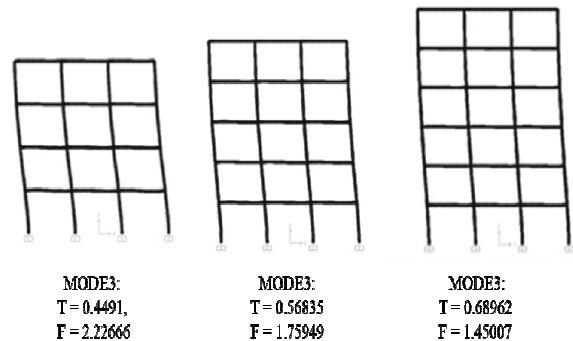 MODE3:
T = 0.4491,
F = 2.22666
MODE3:
T = 0.56835
F = 1.75949
MODE3:
T = 0.68962
F = 1.45007